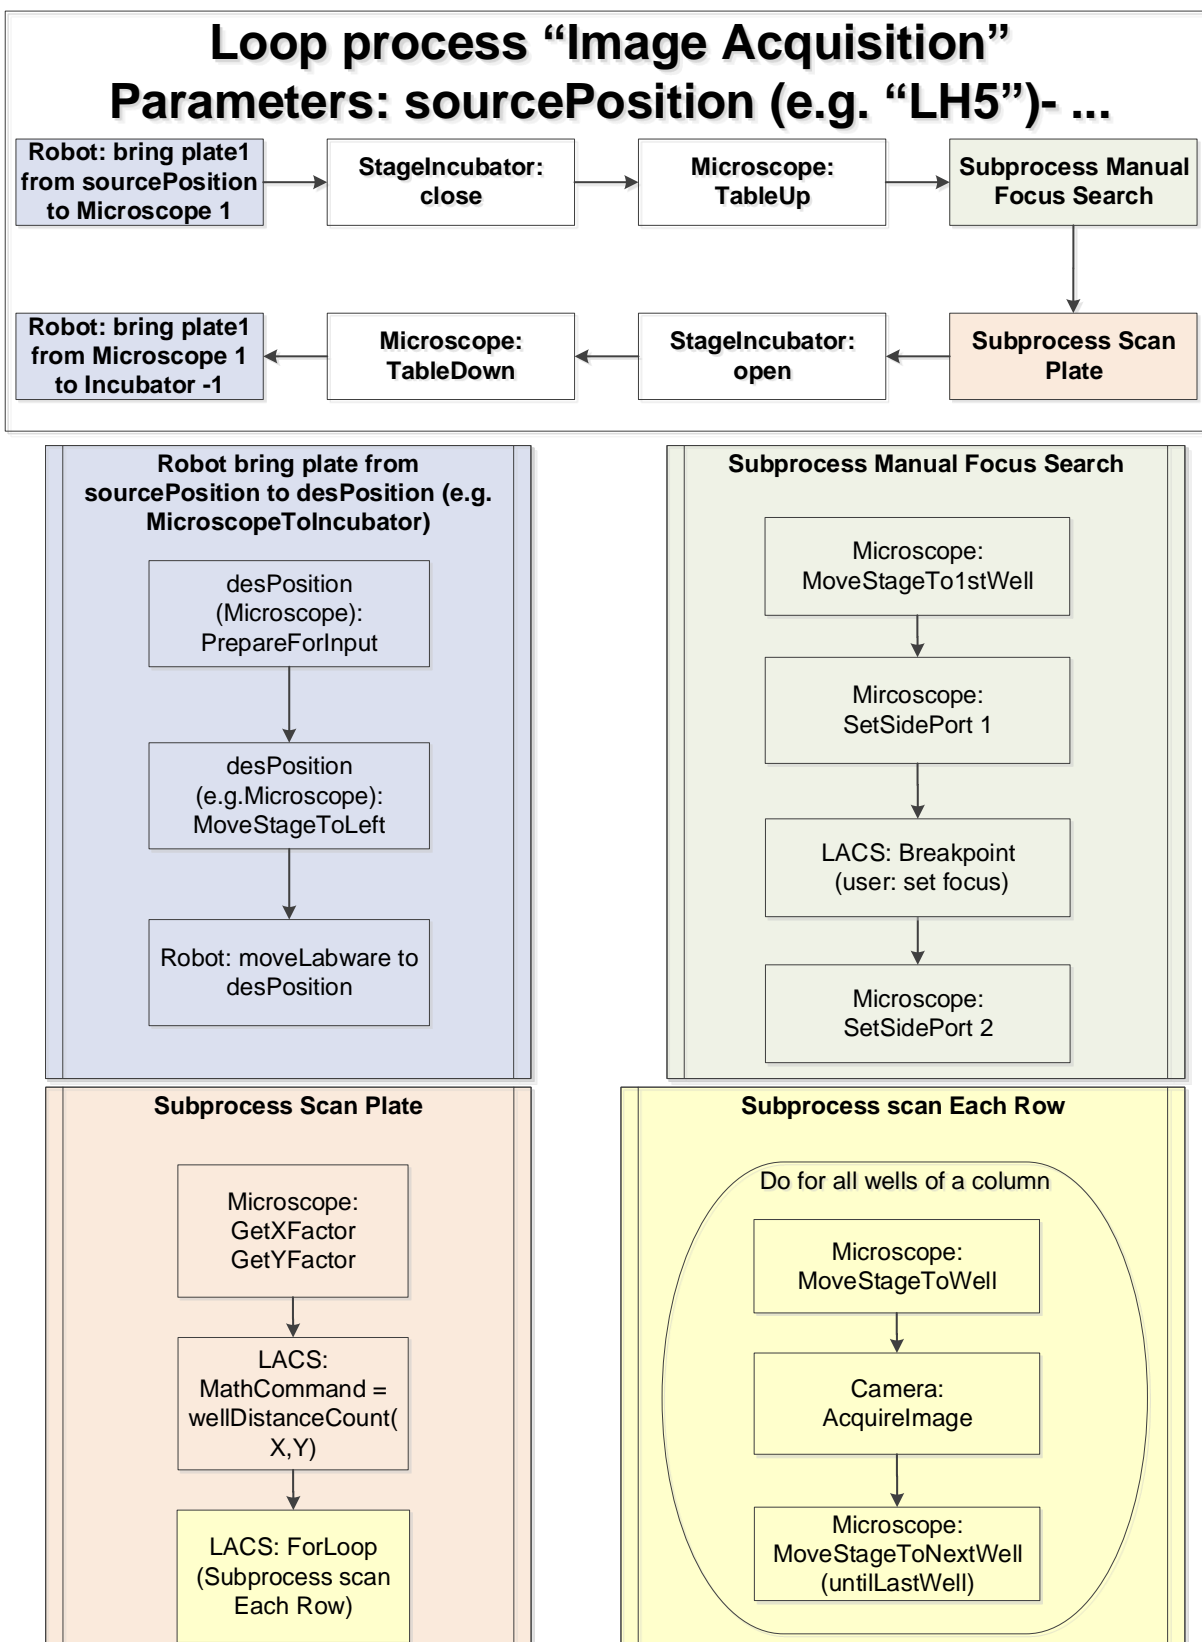 Loop process “Image Acquisition”
Parameters: sourcePosition (e.g. “LH5”)- ...
Robot: bring plate1
from sourcePosition
to Microscope 1
StageIncubator:
close
Microscope:
TableUp
Subprocess Manual
Focus Search
Robot: bring plate1
from Microscope 1
to Incubator -1
Microscope:
TableDown
StageIncubator:
open
Subprocess Scan
Plate
Robot bring plate from
sourcePosition to desPosition (e.g.
MicroscopeToIncubator)
desPosition
(Microscope):
PrepareForInput
desPosition
(e.g.Microscope):
MoveStageToLeft
Robot: moveLabware to
desPosition
Subprocess Manual Focus Search
Microscope:
MoveStageTo1stWell
Mircoscope:
SetSidePort 1
LACS: Breakpoint
(user: set focus)
Microscope:
SetSidePort 2
Subprocess Scan Plate
Microscope:
GetXFactor
GetYFactor
LACS:
MathCommand =
wellDistanceCount(
X,Y)
LACS: ForLoop
(Subprocess scan
Each Row)
Subprocess scan Each Row
Do for all wells of a column
Microscope:
MoveStageToWell
Camera:
AcquireImage
Microscope:
MoveStageToNextWell
(untilLastWell)